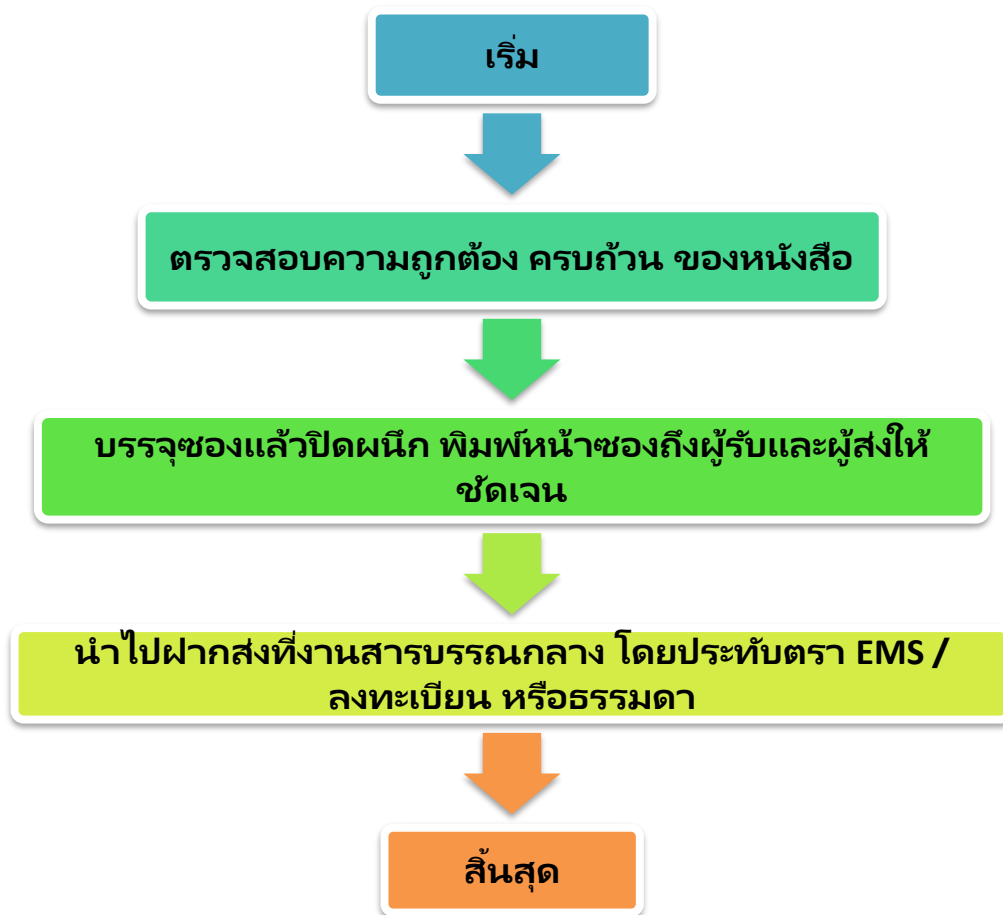 เริ่ม
ตรวจสอบความถูกต้อง ครบถ้วน ของหนังสือ
บรรจุซองแล้วปิดผนึก พิมพ์หน้าซองถึงผู้รับและผู้ส่งให้
ชัดเจน
นำไปฝากส่งที่งานสารบรรณกลาง โดยประทับตรา EMS /
ลงทะเบียน หรือธรรมดา
สิ้นสุด